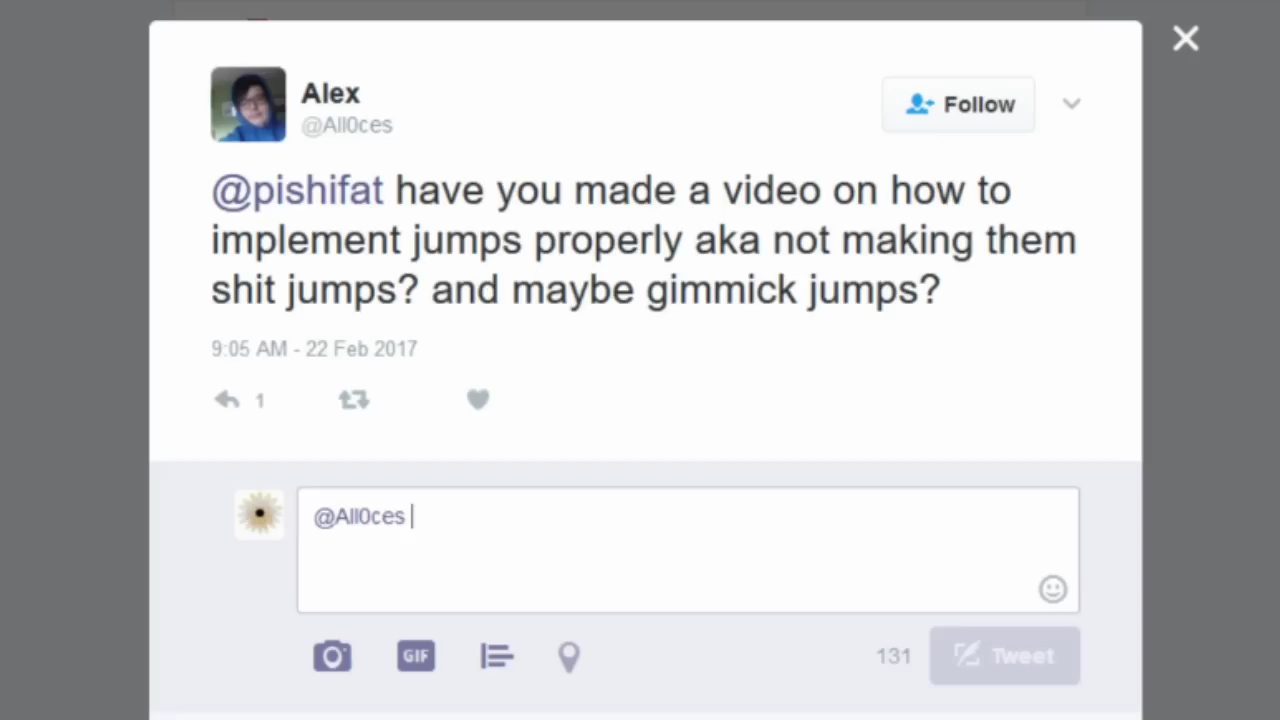 Alex
@All0ces
Follow
@pishifat have you made a video on how to
implement jumps properly aka not making them
shit jumps? and maybe gimmick jumps?
9:05 AM - 22 Feb 2017
1
@All0ces
GIF
131
Tweet